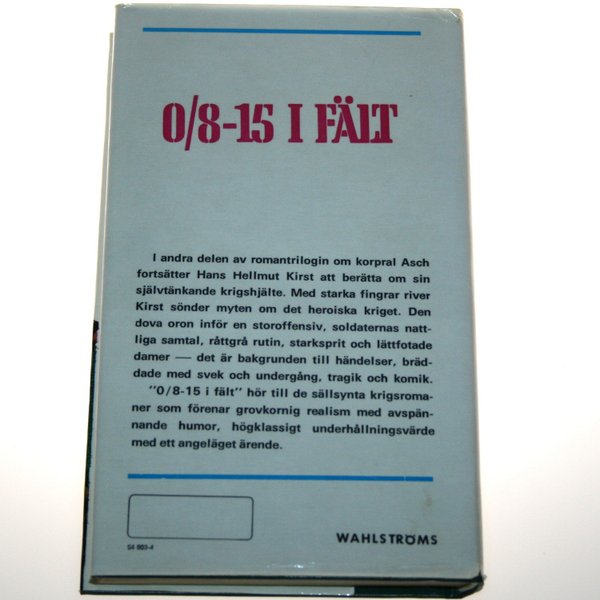 0/8-15 I FÄLT
I andra delen av romantrilogin om korpral Asch
fortsätter Hans Hellmut Kirst att berätta om sin
självtänkande krigshjälte. Med starka fingrar river
Kirst sönder myten om det heroiska kriget. Den
dova oron inför en storoffensiv, soldaternas natt-
liga samtal, råttgrå rutin, starksprit och lättfotade
damer — det är bakgrunden till händelser, bräd-
dade med svek och undergång, tragik och komik.
"0/8-15 i fält" hör till de sällsynta krigsroma-
ner som förenar grovkornig realism med avspän-
nande humor, högklassigt underhållningsvärde
med ett angeläget ärende.
54 903-4
WAHLSTRÖMS